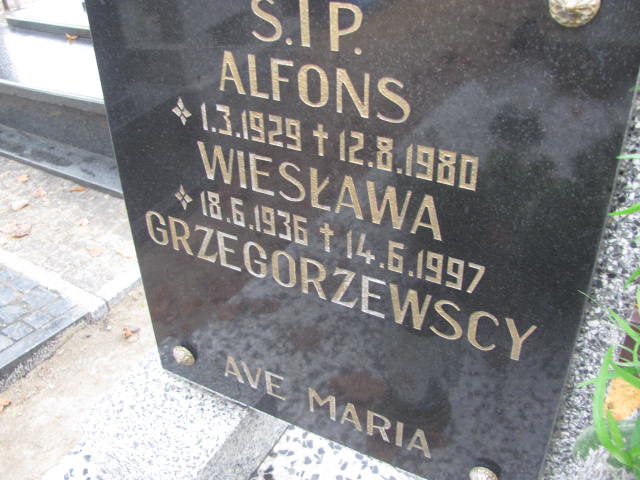 Ś.†P.
ALFONS
1.3.1929 † 12.8.1980
WIESŁAWA
18.6.1936 † 14.6.1997
GRZEGORZEWSCY
AVE MARIA